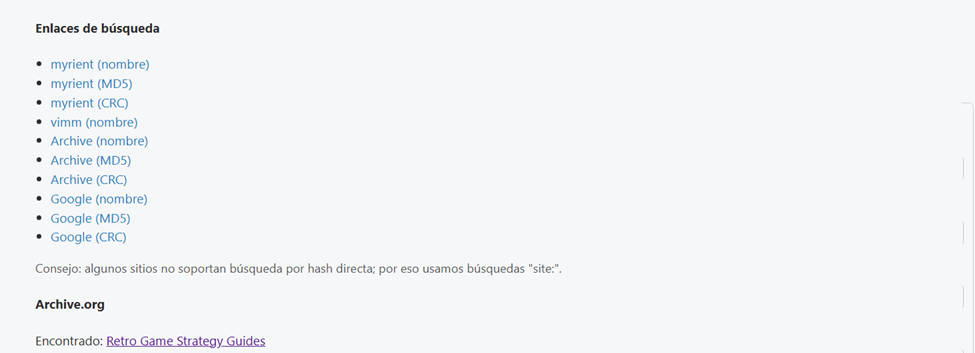 Enlaces de búsqueda
myrient (nombre)
myrient (MD5)
myrient (CRC)
vimm (nombre)
Archive (nombre)
Archive (MD5)
Archive (CRC)
Google (nombre)
Google (MD5)
Google (CRC)
Consejo: algunos sitios no soportan búsqueda por hash directa; por eso usamos búsquedas "site:".
Archive.org
Encontrado: Retro Game Strategy Guides